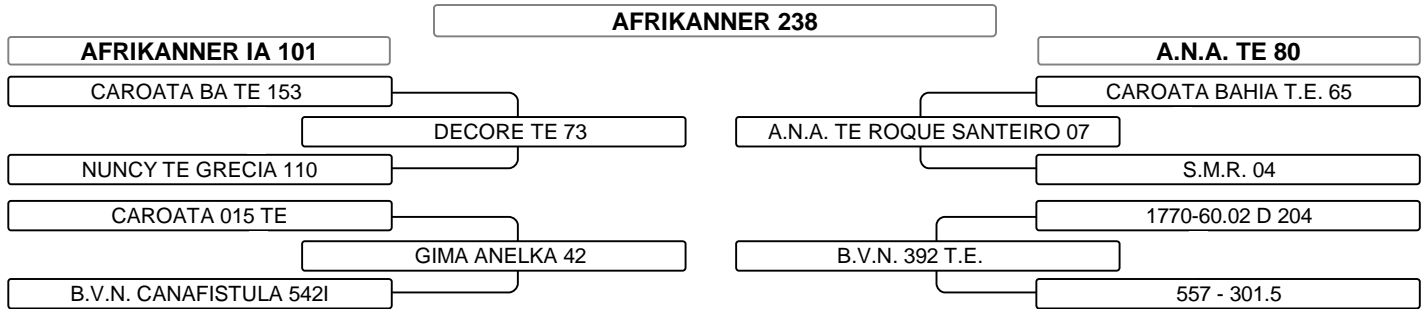 AFRIKANNER 238
AFRIKANNER IA 101
A.N.A. TE 80
CAROATA BA TE 153
CAROATA BAHIA T.E. 65
DECORE TE 73
A.N.A. TE ROQUE SANTEIRO 07
NUNCY TE GRECIA 110
S.M.R. 04
CAROATA 015 TE
1770-60.02 D 204
GIMA ANELKA 42
B.V.N. 392 T.E.
B.V.N. CANAFISTULA 542I
557 - 301.5